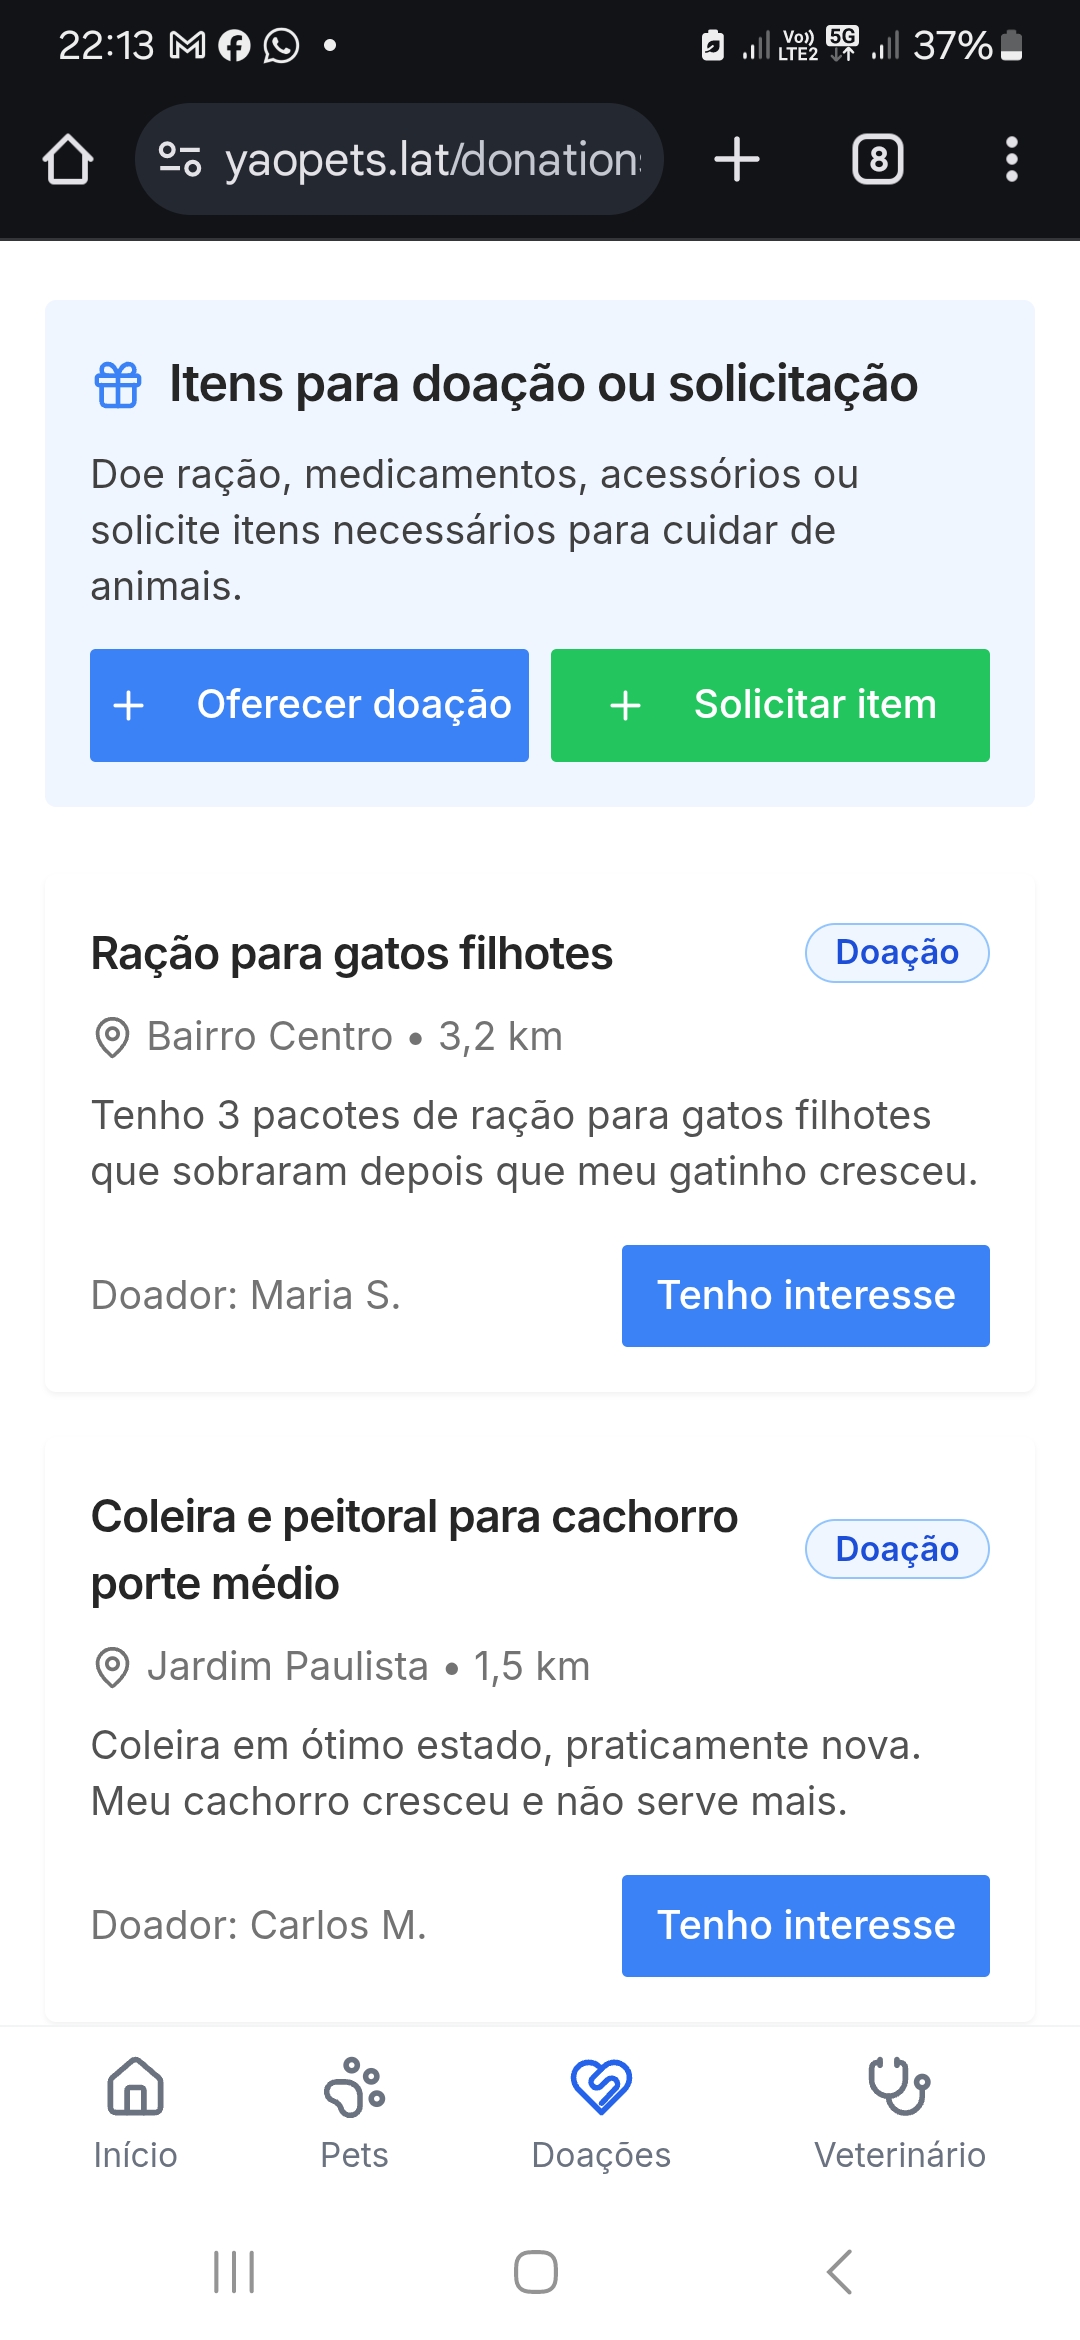 22:13
Vo)) LTE2 5G 37%
yaopets.lat/donation
8
Itens para doação ou solicitação
Doe ração, medicamentos, acessórios ou
solicite itens necessários para cuidar de
animais.
+ Oferecer doação
+ Solicitar item
Ração para gatos filhotes
Doação
Bairro Centro • 3,2 km
Tenho 3 pacotes de ração para gatos filhotes
que sobraram depois que meu gatinho cresceu.
Doador: Maria S.
Tenho interesse
Coleira e peitoral para cachorro
porte médio
Doação
Jardim Paulista • 1,5 km
Coleira em ótimo estado, praticamente nova.
Meu cachorro cresceu e não serve mais.
Doador: Carlos M.
Tenho interesse
Início
Pets
Doações
Veterinário